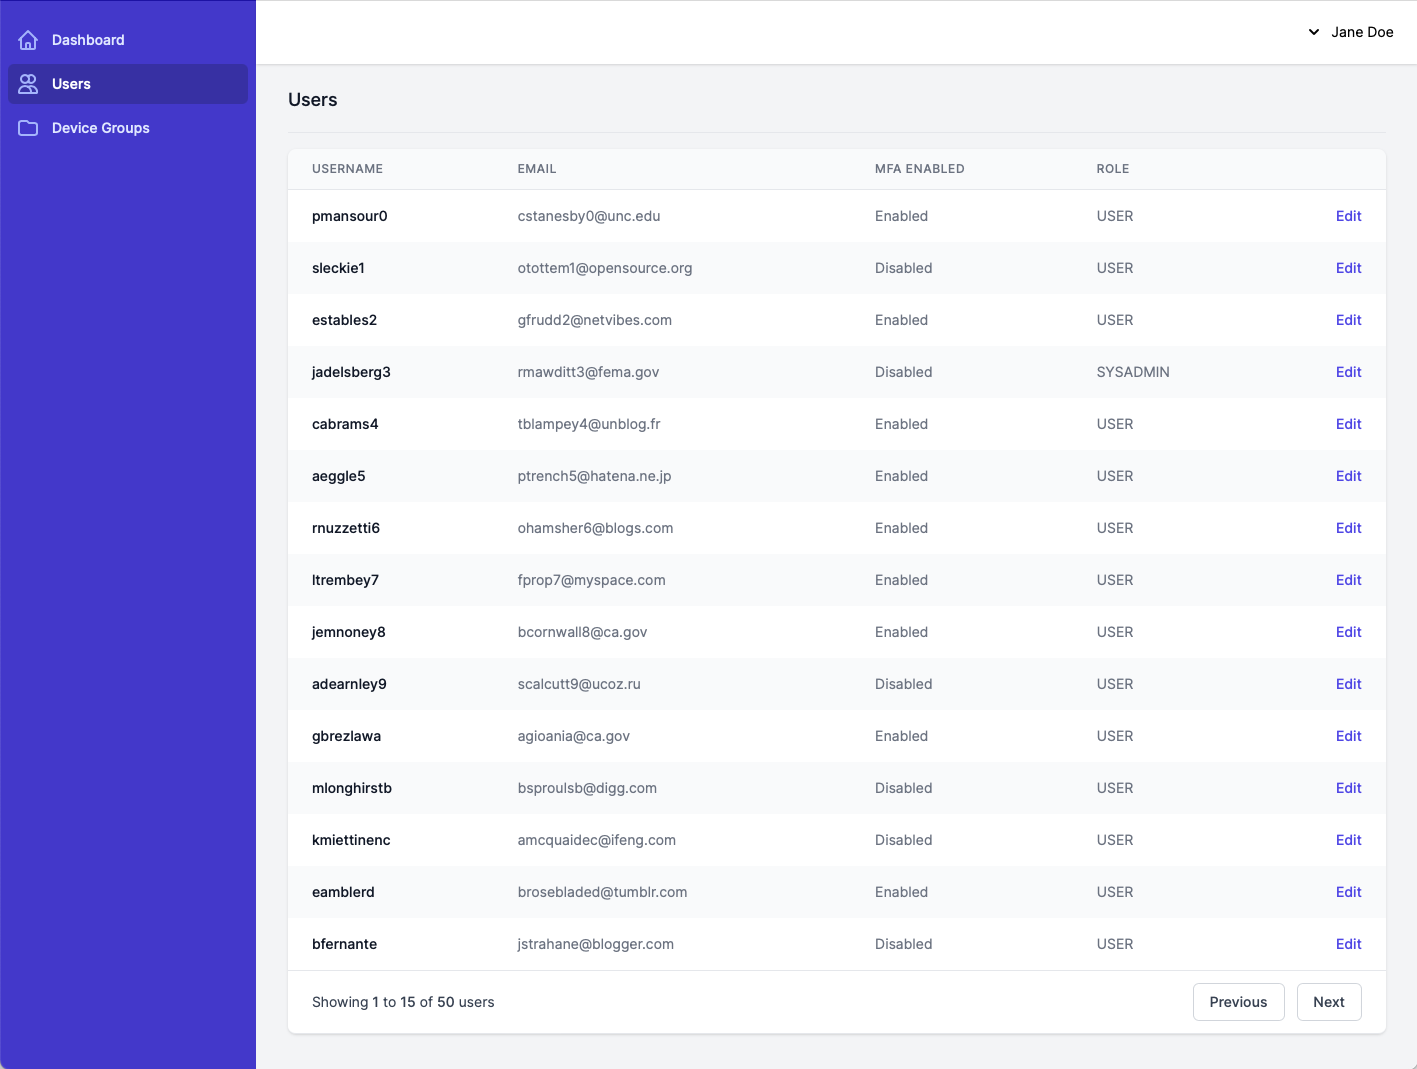 Dashboard
Users
Device Groups
Jane Doe
Users
USERNAME EMAIL MFA ENABLED ROLE
pmansour0 cstanesby0@unc.edu Enabled USER Edit
sleckie1 otottem1@opensource.org Disabled USER Edit
estables2 gfrudd2@netvibes.com Enabled USER Edit
jadelsberg3 rmawditt3@fema.gov Disabled SYSADMIN Edit
cabrams4 tblampey4@unblog.fr Enabled USER Edit
aeggle5 ptrench5@hatena.ne.jp Enabled USER Edit
rnuzzetti6 ohamsher6@blogs.com Enabled USER Edit
ltrembey7 fprop7@myspace.com Enabled USER Edit
jemnoney8 bcornwall8@ca.gov Enabled USER Edit
adearnley9 scalcutt9@ucoz.ru Disabled USER Edit
gbrezlawa agioania@ca.gov Enabled USER Edit
mlonghirstb bsproulsb@digg.com Disabled USER Edit
kmiettinenc amcquaidec@ifeng.com Disabled USER Edit
eamblerd brosebladed@tumblr.com Enabled USER Edit
bfernante jstrahane@blogger.com Disabled USER Edit
Showing 1 to 15 of 50 users Previous Next